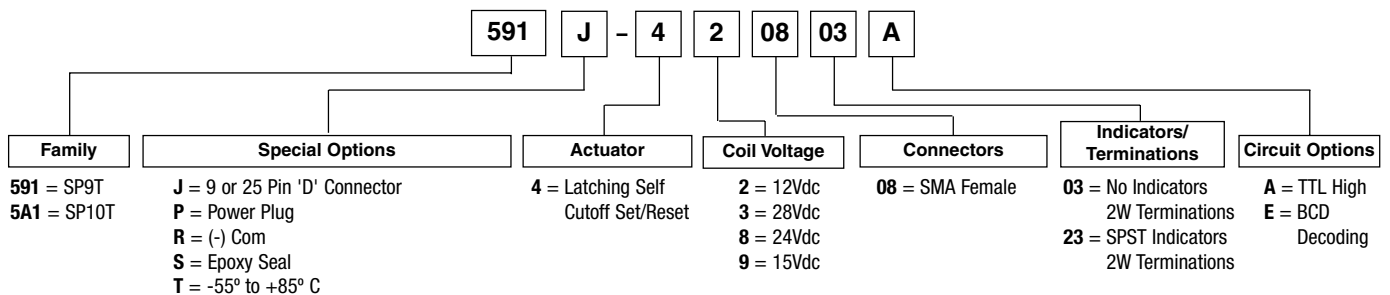 591 J – 4 2 08 03 A
Family
591 = SP9T
5A1 = SP10T
Special Options
J = 9 or 25 Pin 'D' Connector
P = Power Plug
R = (-) Com
S = Epoxy Seal
T = -55º to +85º C
Actuator
4 = Latching Self
Cutoff Set/Reset
Coil Voltage
2 = 12Vdc
3 = 28Vdc
8 = 24Vdc
9 = 15Vdc
Connectors
08 = SMA Female
Indicators/
Terminations
03 = No Indicators
2W Terminations
23 = SPST Indicators
2W Terminations
Circuit Options
A = TTL High
E = BCD
Decoding